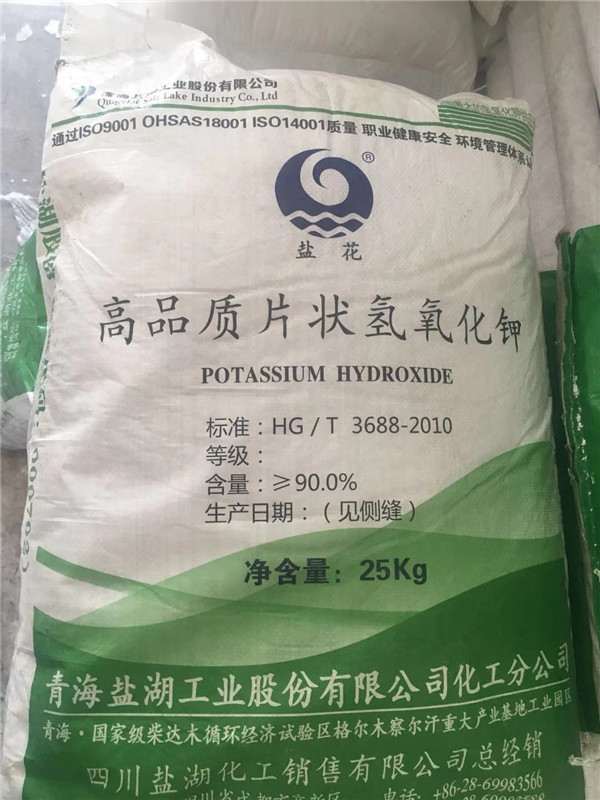 工业股份有限公司
Lake Industry Co., Ltd
通过ISO9001 OHSAS18001 ISO14001质量 职业健康安全 环境管理体系
®
盐花
高品质片状氢氧化钾
POTASSIUM HYDROXIDE
标准：HG/T 3688-2010
等级：
含量：≥90.0%
生产日期：（见侧缝）
净含量：25Kg
青海盐湖工业股份有限公司化工分公司
青海·国家级柴达木循环经济试验区格尔木察尔汗重大产业基地工业园区
四川盐湖化工销售有限公司总经销
+86-28-69983566